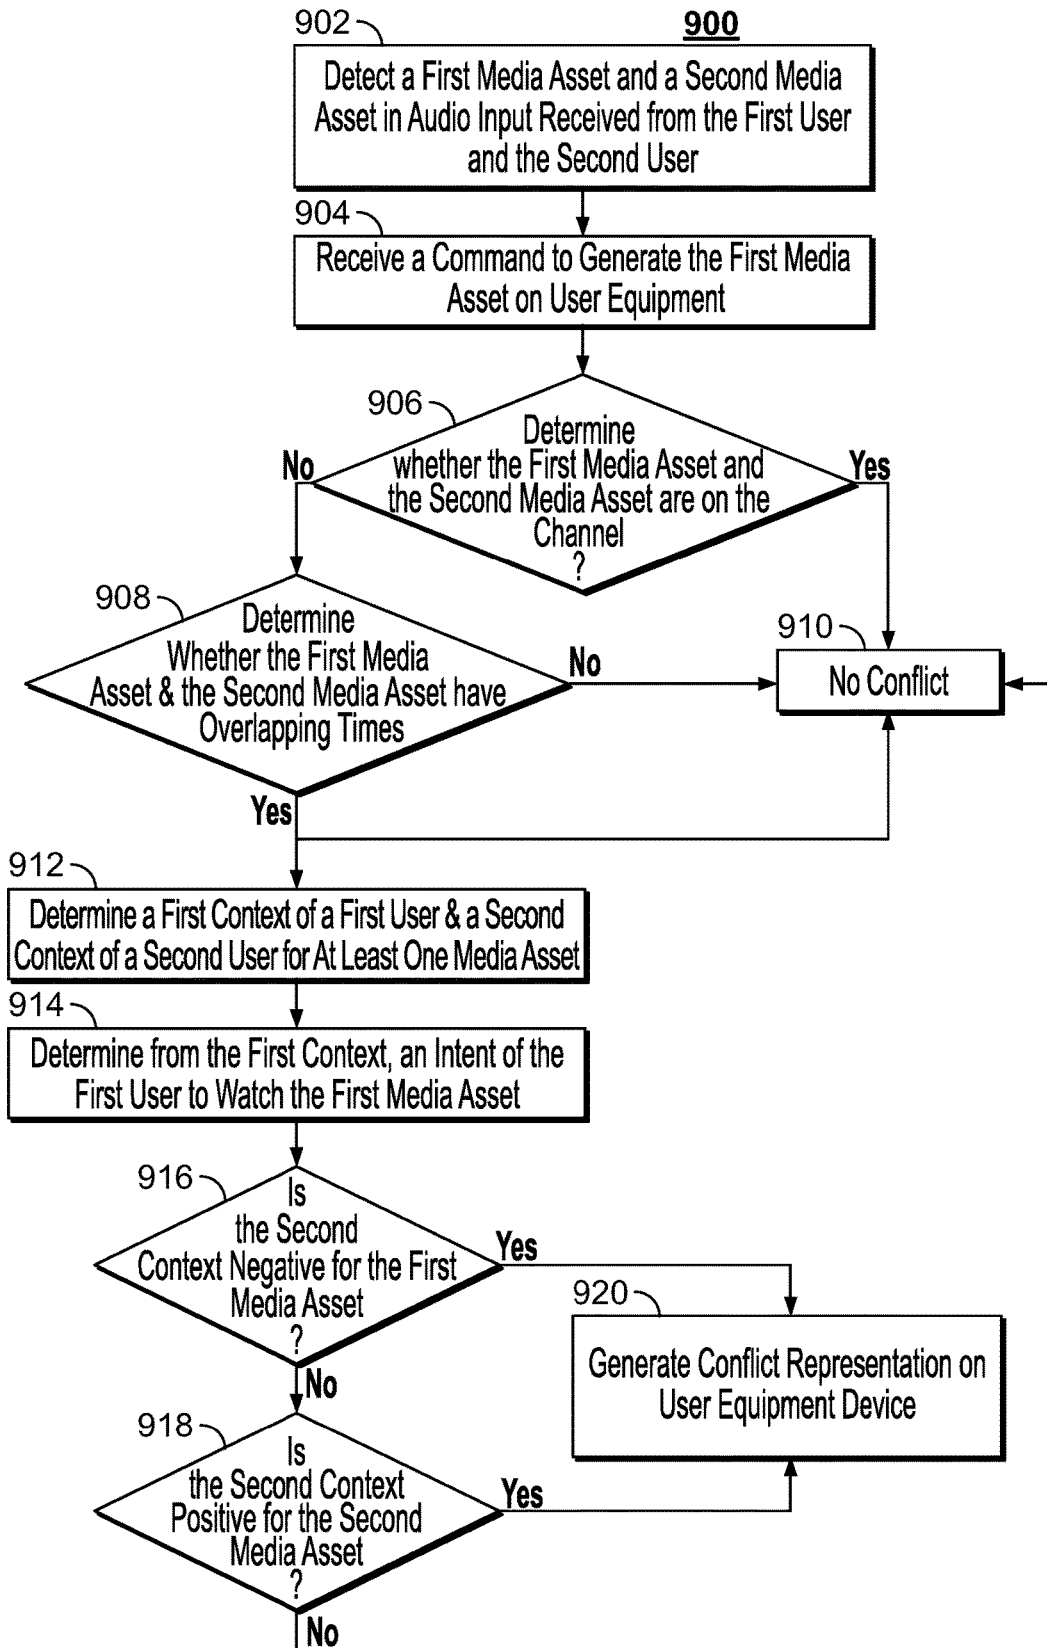 900
902
Detect a First Media Asset and a Second Media
Asset in Audio Input Received from the First User
and the Second User
904
Receive a Command to Generate the First Media
Asset on User Equipment
906
Determine
whether the First Media Asset and
the Second Media Asset are on the
Channel
?
No
Yes
908
Determine
Whether the First Media
Asset & the Second Media Asset have
Overlapping Times
No
Yes
910
No Conflict
912
Determine a First Context of a First User & a Second
Context of a Second User for At Least One Media Asset
914
Determine from the First Context, an Intent of the
First User to Watch the First Media Asset
916
Is
the Second
Context Negative for the First
Media Asset
?
Yes
No
920
Generate Conflict Representation on
User Equipment Device
918
Is
the Second Context
Positive for the Second
Media Asset
?
Yes
No